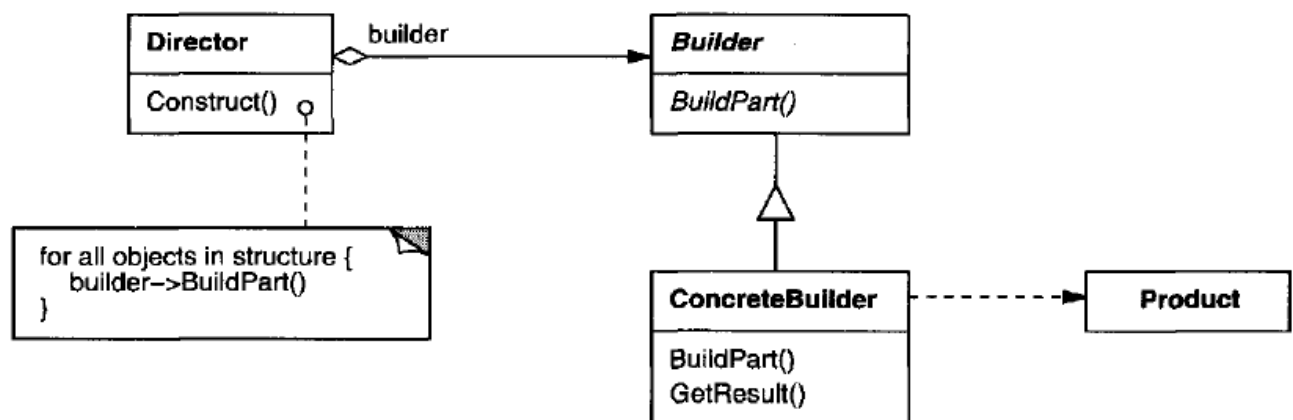 Director
builder
Builder
Construct()
BuildPart()
for all objects in structure {
builder->BuildPart()
}
ConcreteBuilder
Product
BuildPart()
GetResult()